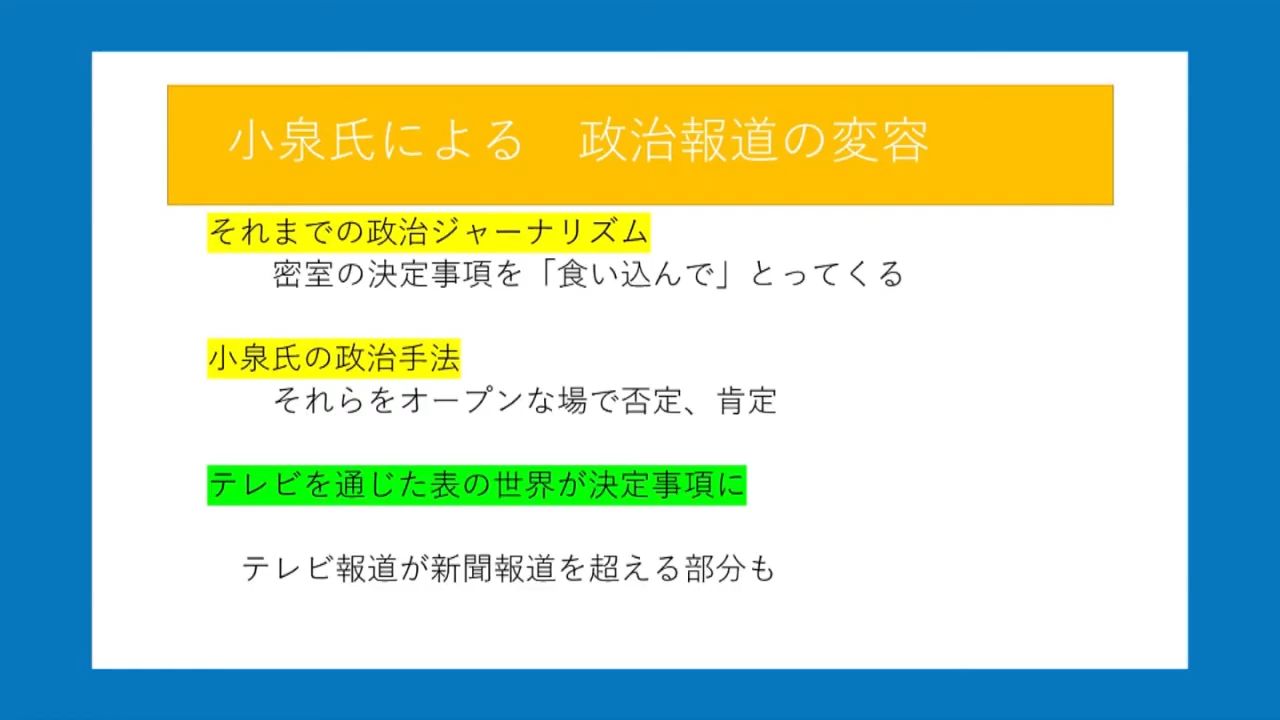 小泉氏による　政治報道の変容
それまでの政治ジャーナリズム
密室の決定事項を「食い込んで」とってくる
小泉氏の政治手法
それらをオープンな場で否定、肯定
テレビを通じた表の世界が決定事項に
テレビ報道が新聞報道を超える部分も